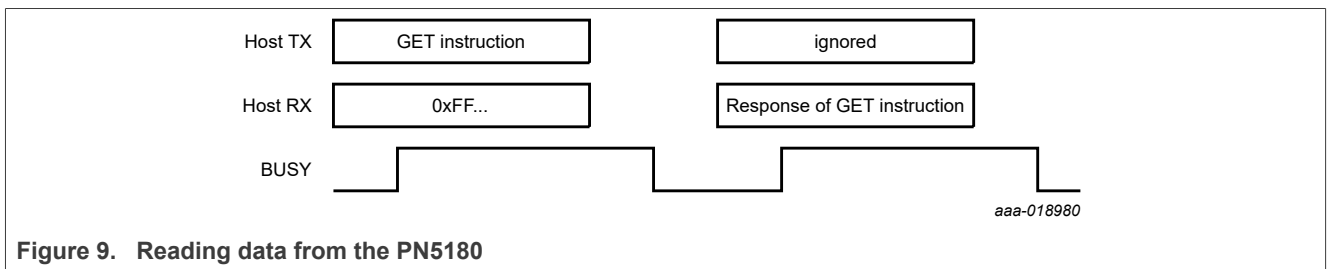 Host TX GET instruction ignored
Host RX 0xFF... Response of GET instruction
BUSY
aaa-018980
Figure 9. Reading data from the PN5180